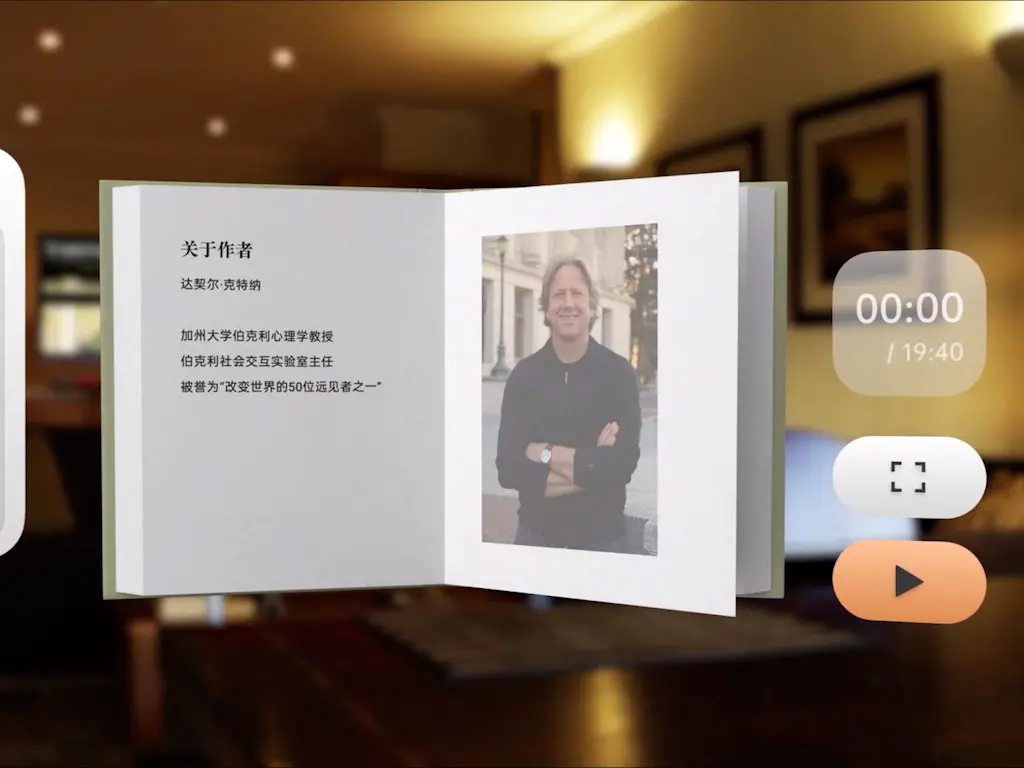 关于作者
达契尔·克特纳
加州大学伯克利心理学教授
伯克利社会交互实验室主任
被誉为“改变世界的50位远见者之一”
00:00
/ 19:40